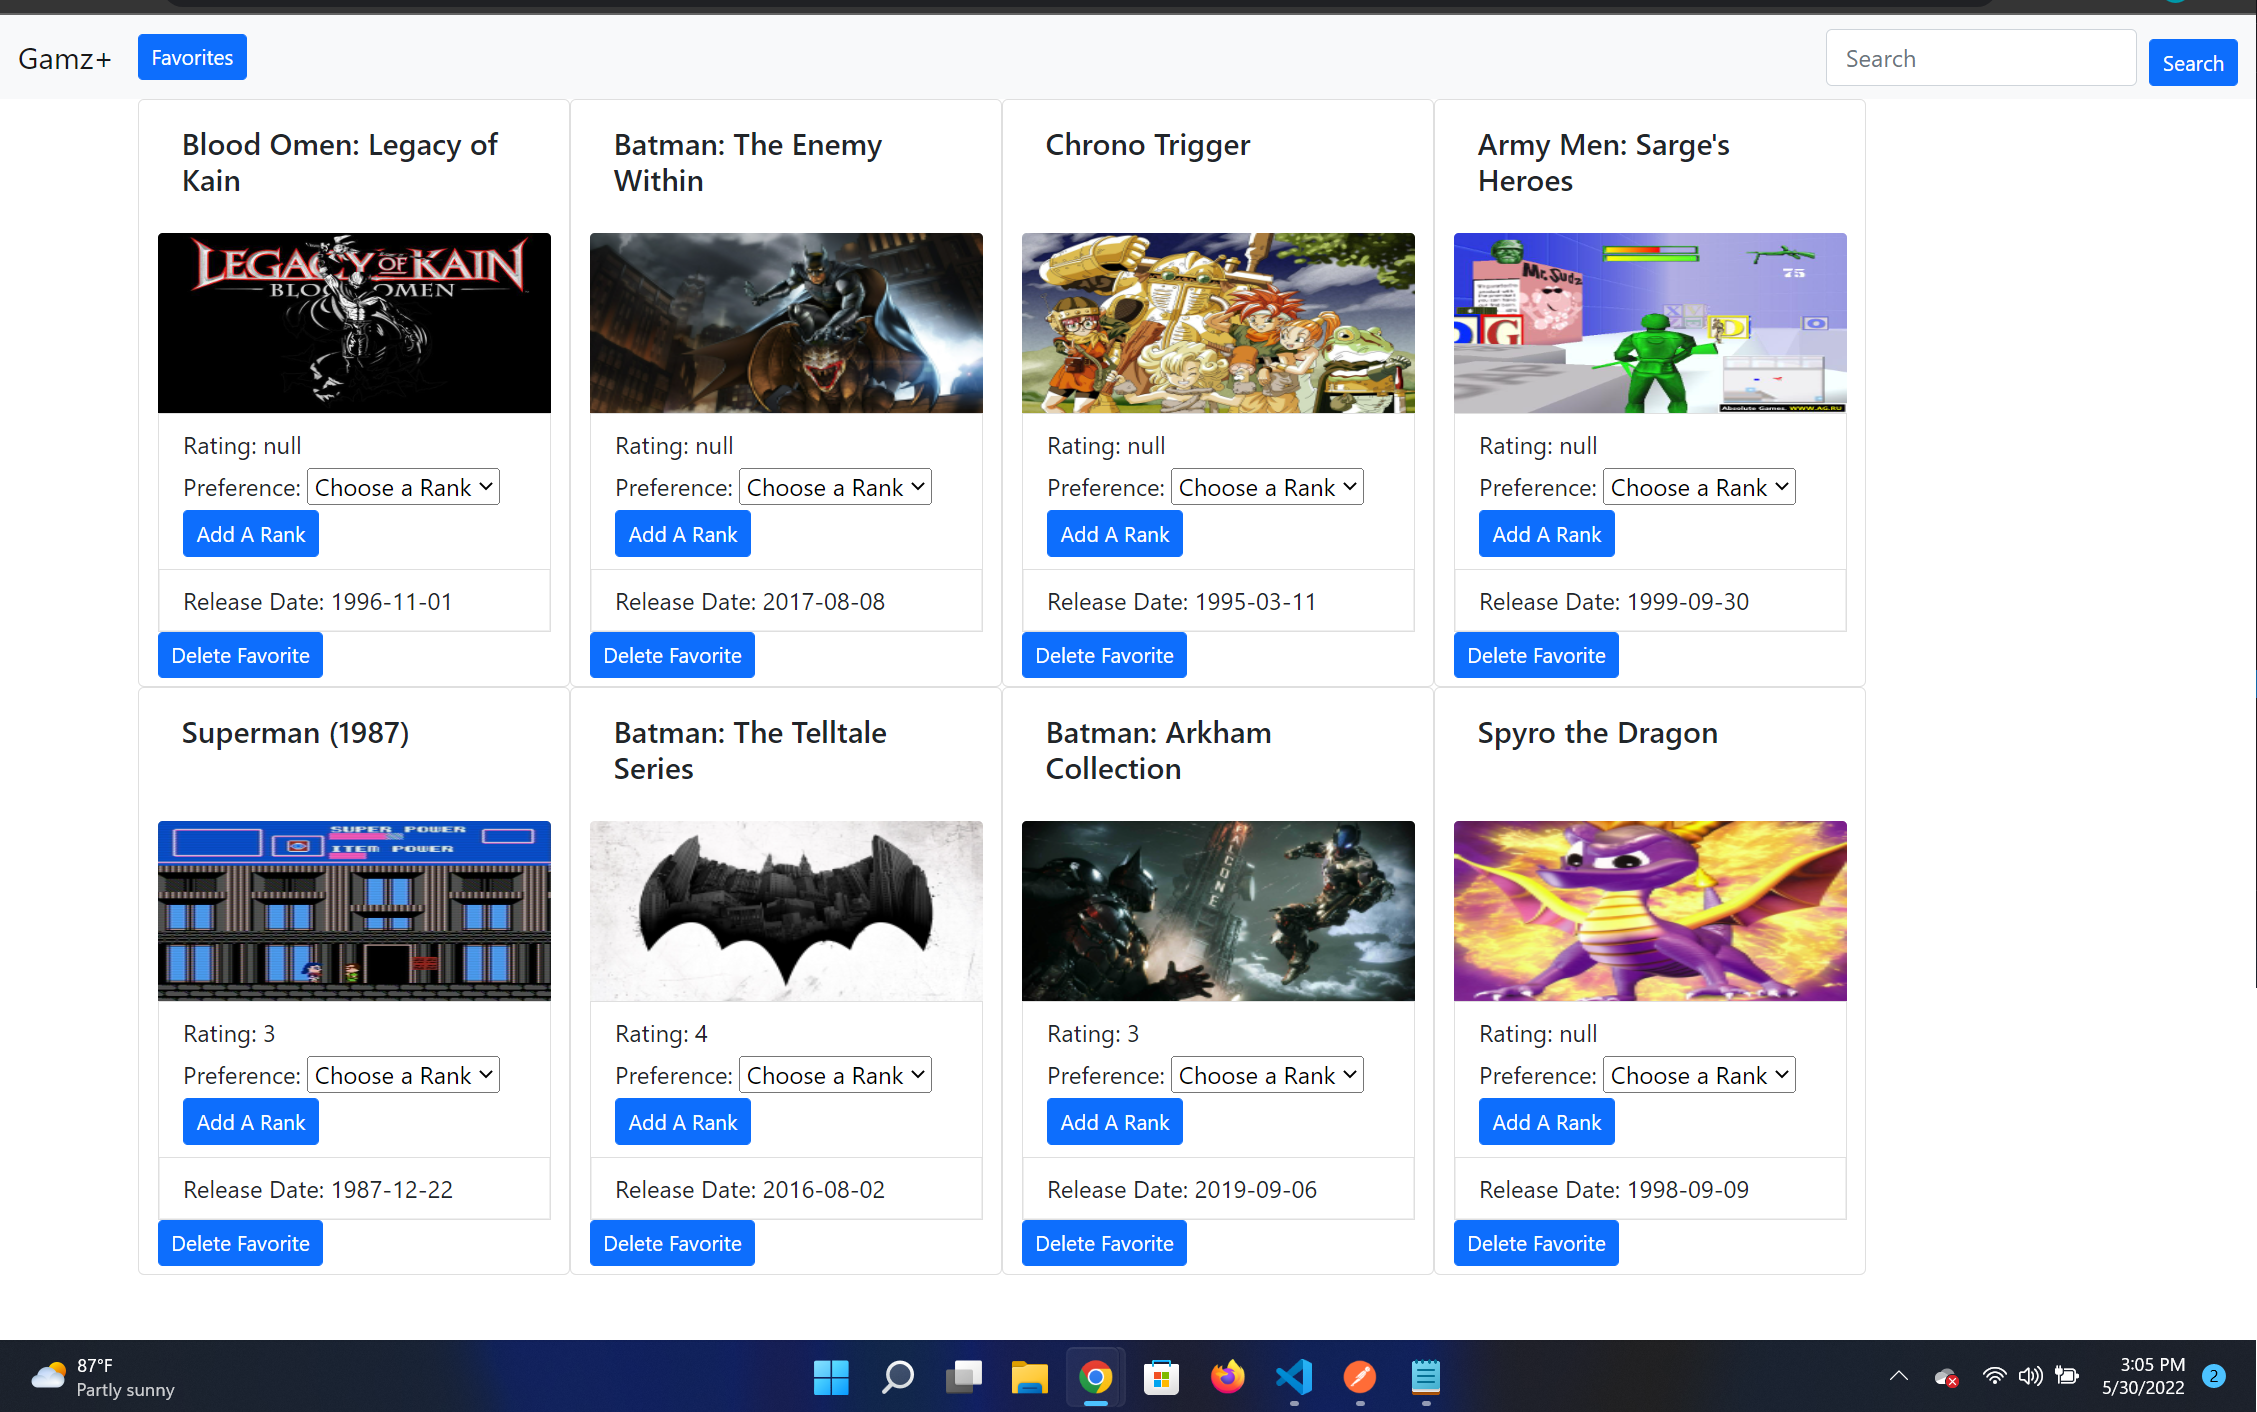 Gamz+
Favorites
Search
Search
Blood Omen: Legacy of
Kain
LEGACY OF KAIN
BLOOD OMEN
Rating: null
Preference: Choose a Rank
Add A Rank
Release Date: 1996-11-01
Delete Favorite
Batman: The Enemy
Within
Rating: null
Preference: Choose a Rank
Add A Rank
Release Date: 2017-08-08
Delete Favorite
Chrono Trigger
Rating: null
Preference: Choose a Rank
Add A Rank
Release Date: 1995-03-11
Delete Favorite
Army Men: Sarge's
Heroes
Mr. Sudz
75
Absolute Games. WWW.AG.RU
Rating: null
Preference: Choose a Rank
Add A Rank
Release Date: 1999-09-30
Delete Favorite
Superman (1987)
SUPER POWER
ITEM POWER
Rating: 3
Preference: Choose a Rank
Add A Rank
Release Date: 1987-12-22
Delete Favorite
Batman: The Telltale
Series
Rating: 4
Preference: Choose a Rank
Add A Rank
Release Date: 2016-08-02
Delete Favorite
Batman: Arkham
Collection
Rating: 3
Preference: Choose a Rank
Add A Rank
Release Date: 2019-09-06
Delete Favorite
Spyro the Dragon
Rating: null
Preference: Choose a Rank
Add A Rank
Release Date: 1998-09-09
Delete Favorite
87°F
Partly sunny
3:05 PM
5/30/2022
2